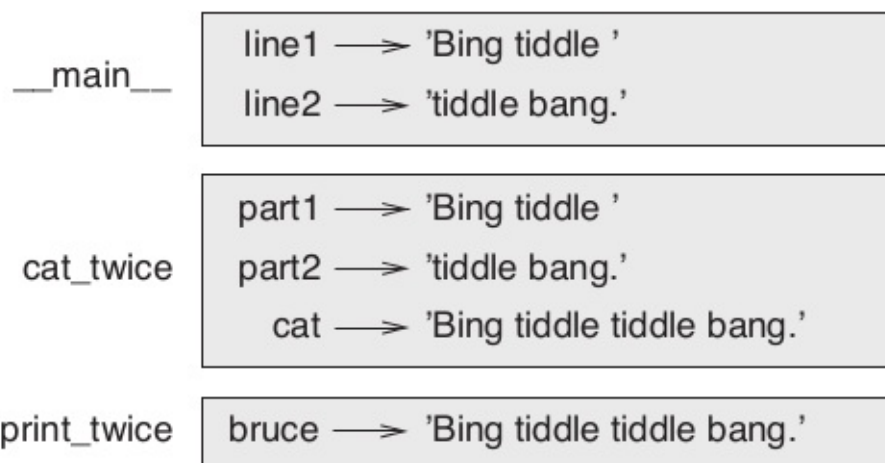 __main__
line1 → 'Bing tiddle '
line2 → 'tiddle bang.'
cat_twice
part1 → 'Bing tiddle '
part2 → 'tiddle bang.'
cat → 'Bing tiddle tiddle bang.'
print_twice
bruce → 'Bing tiddle tiddle bang.'